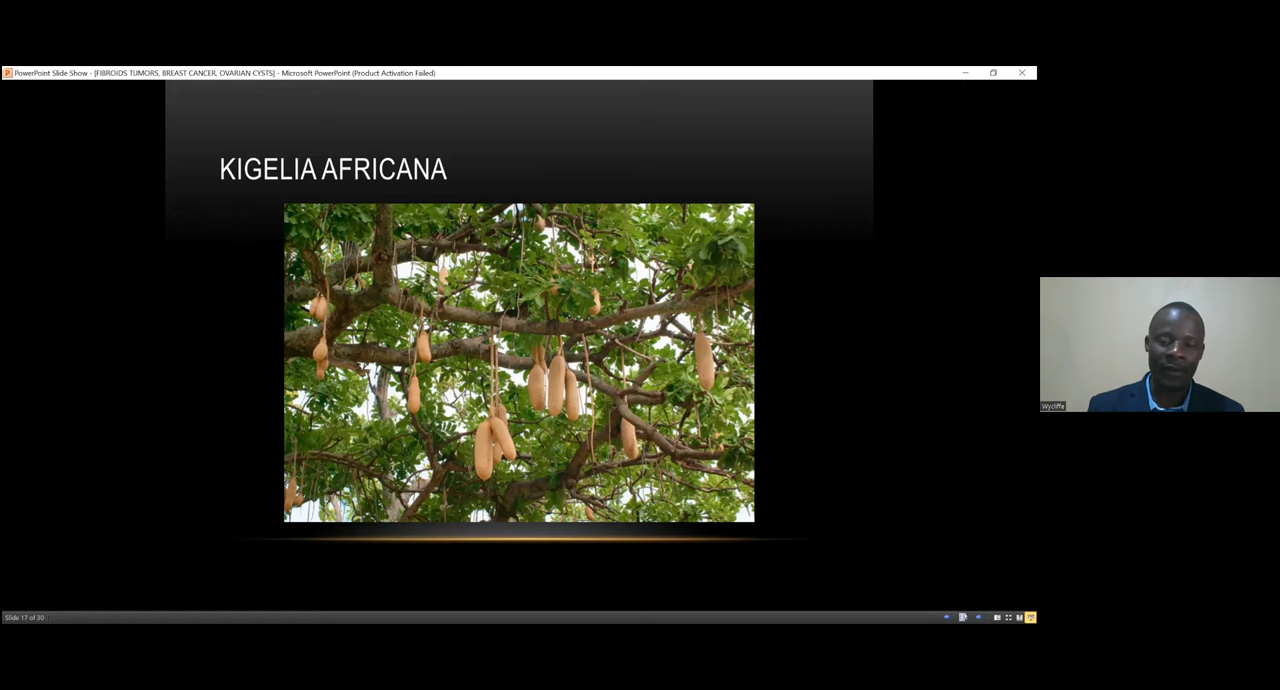 PowerPoint Slide Show - [FIBROIDS TUMORS, BREAST CANCER, OVARIAN CYSTS] - Microsoft PowerPoint (Product Activation Failed)
KIGELIA AFRICANA
Wycliffe
Slide 17 of 30